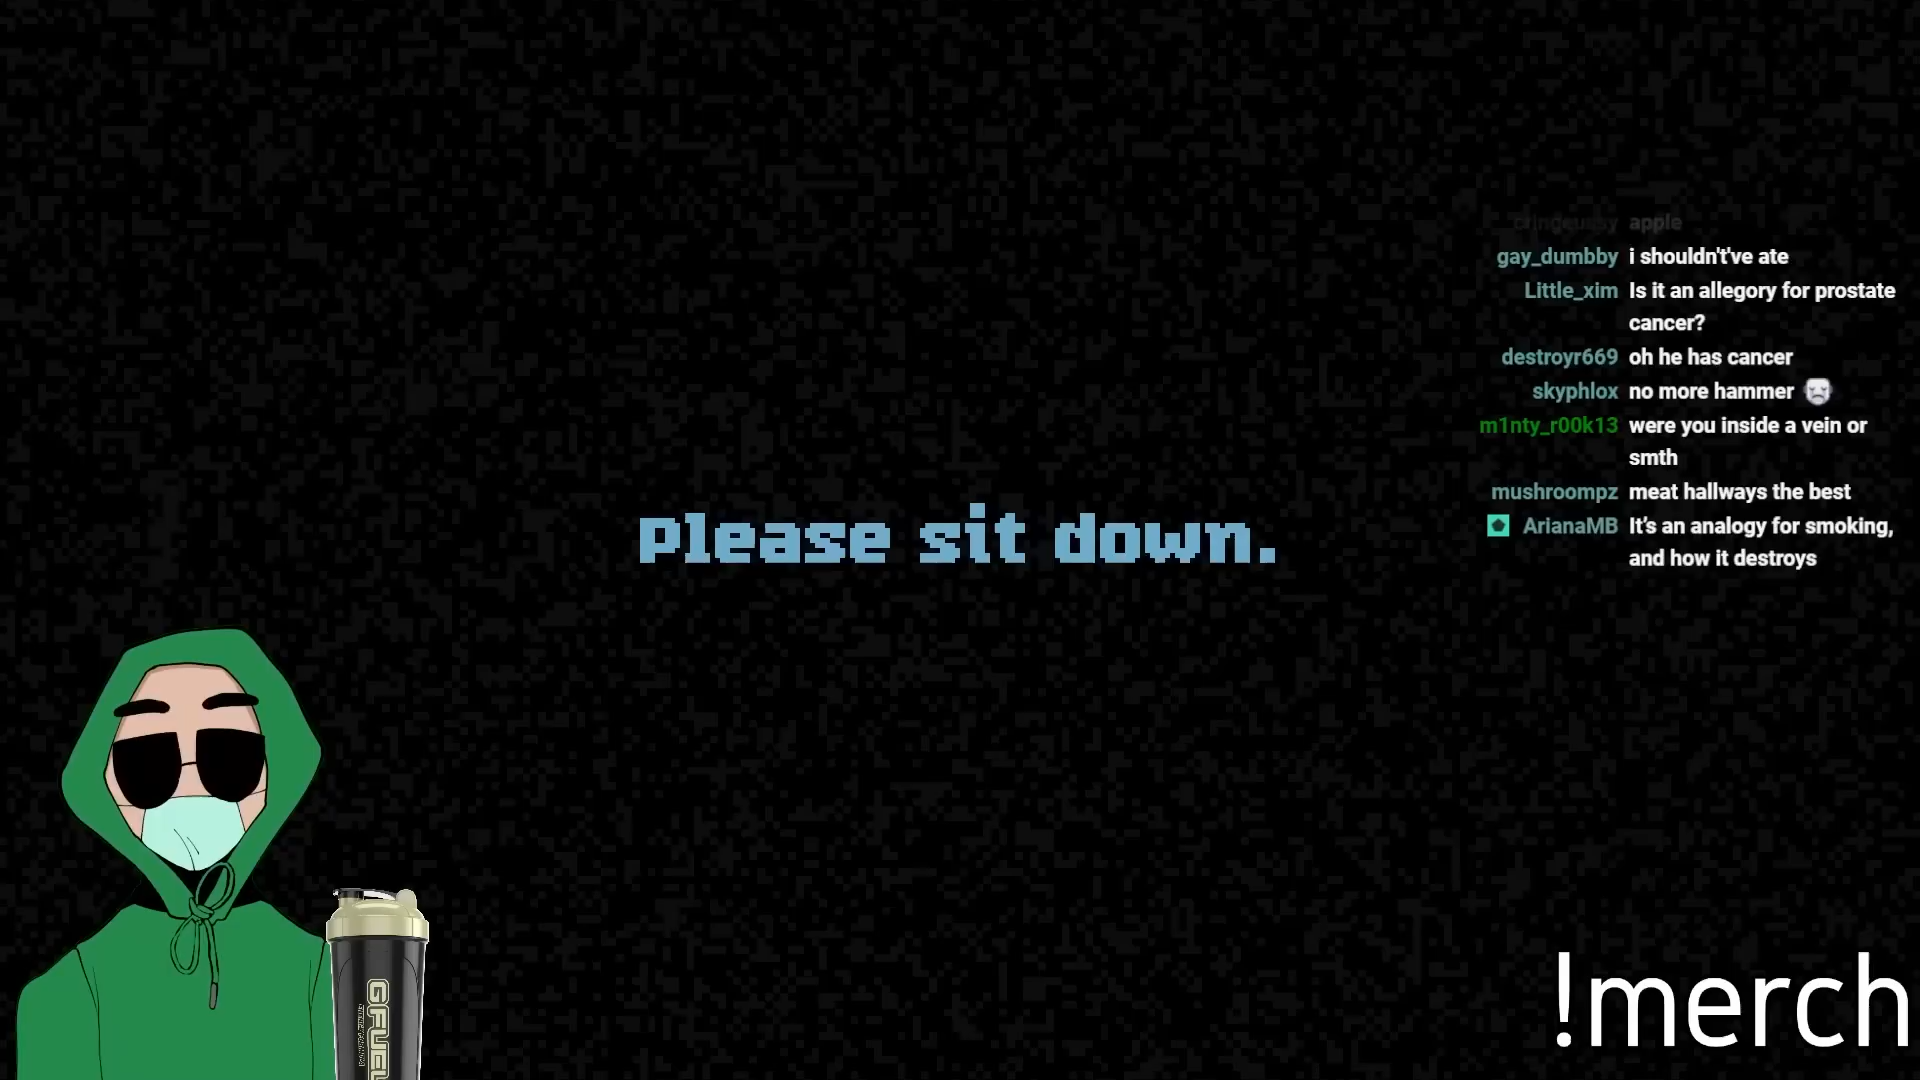 apple
gay_dumbby i shouldn't've ate
Little_xim Is it an allegory for prostate
cancer?
destroyr669 oh he has cancer
skyphlox no more hammer
m1nty_r00k13 were you inside a vein or
smth
mushroompz meat hallways the best
ArianaMB It's an analogy for smoking,
and how it destroys
Please sit down.
GFUEL
!merch